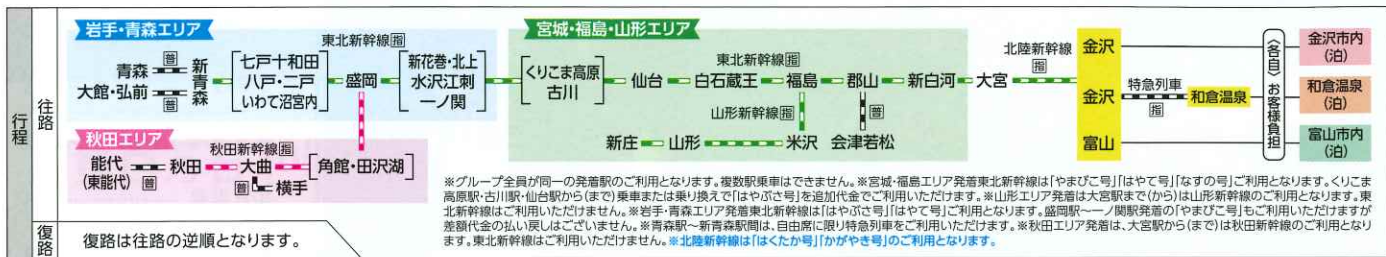 行程
往路
岩手・青森エリア
青森
普
大館・弘前
普
新青森
七戸十和田
八戸・二戸
いわて沼宮内
盛岡
東北新幹線指
新花巻・北上
水沢江刺
一ノ関
秋田エリア
能代
(東能代)
普
秋田
秋田新幹線指
大曲
普
横手
角館・田沢湖
宮城・福島・山形エリア
くりこま高原
古川
仙台
白石蔵王
東北新幹線指
福島
郡山
新白河
大宮
山形新幹線指
普
新庄
山形
米沢
会津若松
北陸新幹線
指
金沢
金沢
富山
特急列車
指
和倉温泉
〈各自〉お客様負担
金沢市内
(泊)
和倉温泉
(泊)
富山市内
(泊)
※グループ全員が同一の発着駅のご利用となります。複数駅乗車はできません。※宮城・福島エリア発着東北新幹線は「やまびこ号」「はやて号」「なすの号」ご利用となります。くりこま
高原駅・古川駅・仙台駅から(まで)乗車または乗り換えで「はやぶさ号」を追加代金でご利用いただけます。※山形エリア発着は大宮駅まで(から)は山形新幹線のご利用となります。東
北新幹線はご利用いただけません。※岩手・青森エリア発着東北新幹線は「はやぶさ号」「はやて号」ご利用となります。盛岡駅〜一ノ関駅発着の「やまびこ号」もご利用いただけますが
差額代金の払い戻しはございません。※青森駅〜新青森駅間は、自由席に限り特急列車をご利用いただけます。※秋田エリア発着は、大宮駅から(まで)は秋田新幹線のご利用となり
ます。東北新幹線はご利用いただけません。※北陸新幹線は「はくたか号」「かがやき号」のご利用となります。
復路
復路は往路の逆順となります。